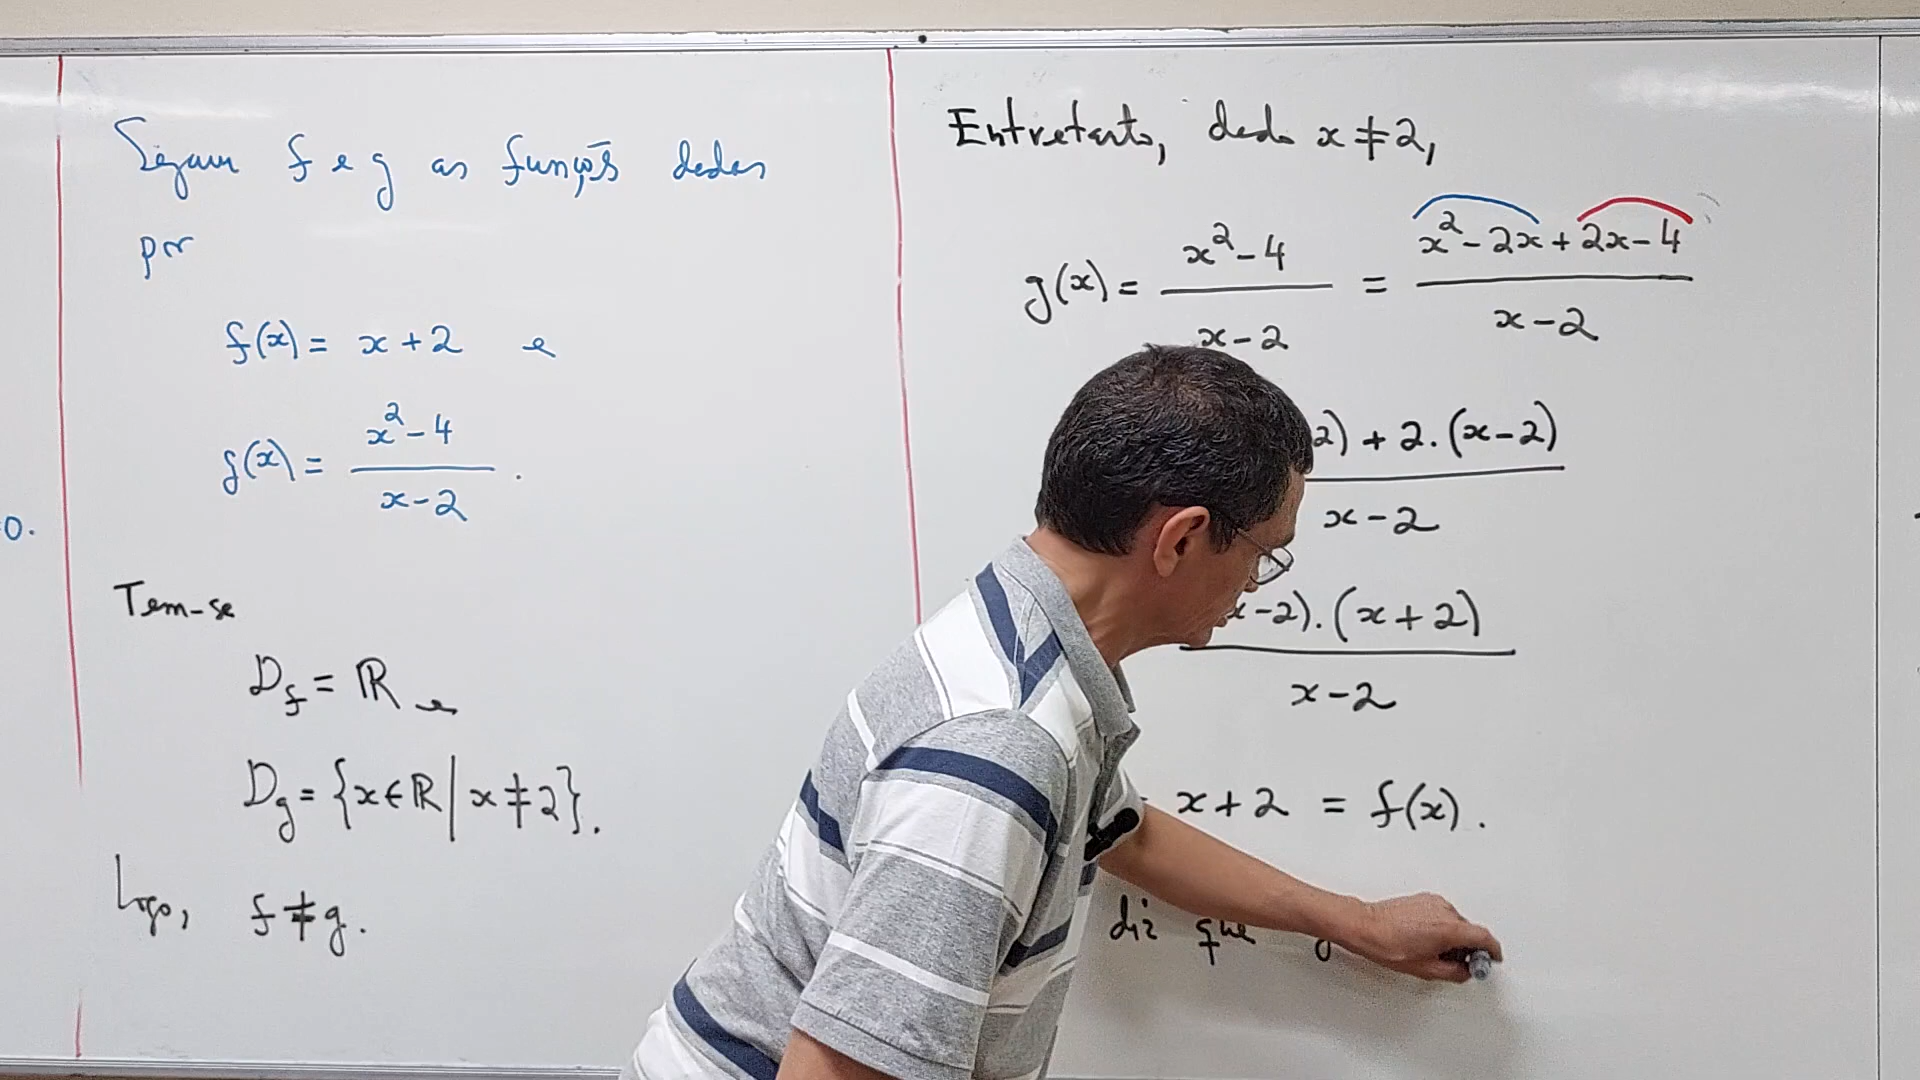 Sejam f e g as funções dadas
por
f(x) = x+2 e
g(x) = (x² - 4)/(x - 2) .
0.
Tem-se
D_f = ℝ e
D_g = {x ∈ ℝ | x ≠ 2}.
Logo, f ≠ g.
Entretanto, dado x ≠ 2,
g(x) = (x² - 4)/(x - 2) = (x² - 2x + 2x - 4)/(x - 2)
2) + 2.(x-2)
x - 2
x-2).(x+2)
x - 2
x+2 = f(x).
diz que g